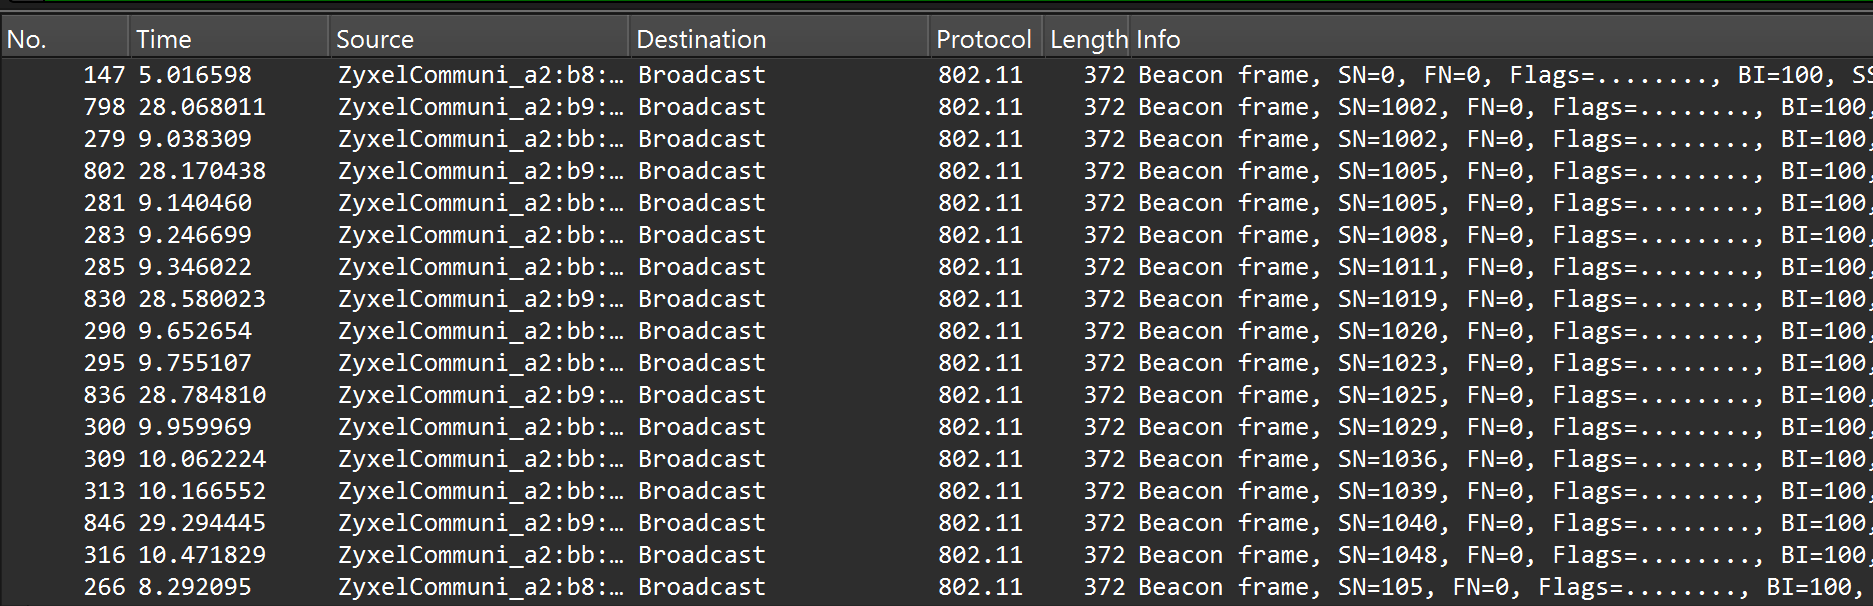 No. Time Source Destination Protocol Length Info
147 5.016598 ZyxelCommuni_a2:b8:… Broadcast 802.11 372 Beacon frame, SN=0, FN=0, Flags=........, BI=100, SS
798 28.068011 ZyxelCommuni_a2:b9:… Broadcast 802.11 372 Beacon frame, SN=1002, FN=0, Flags=........, BI=100,
279 9.038309 ZyxelCommuni_a2:bb:… Broadcast 802.11 372 Beacon frame, SN=1002, FN=0, Flags=........, BI=100,
802 28.170438 ZyxelCommuni_a2:b9:… Broadcast 802.11 372 Beacon frame, SN=1005, FN=0, Flags=........, BI=100,
281 9.140460 ZyxelCommuni_a2:bb:… Broadcast 802.11 372 Beacon frame, SN=1005, FN=0, Flags=........, BI=100,
283 9.246699 ZyxelCommuni_a2:bb:… Broadcast 802.11 372 Beacon frame, SN=1008, FN=0, Flags=........, BI=100,
285 9.346022 ZyxelCommuni_a2:bb:… Broadcast 802.11 372 Beacon frame, SN=1011, FN=0, Flags=........, BI=100,
830 28.580023 ZyxelCommuni_a2:b9:… Broadcast 802.11 372 Beacon frame, SN=1019, FN=0, Flags=........, BI=100,
290 9.652654 ZyxelCommuni_a2:bb:… Broadcast 802.11 372 Beacon frame, SN=1020, FN=0, Flags=........, BI=100,
295 9.755107 ZyxelCommuni_a2:bb:… Broadcast 802.11 372 Beacon frame, SN=1023, FN=0, Flags=........, BI=100,
836 28.784810 ZyxelCommuni_a2:b9:… Broadcast 802.11 372 Beacon frame, SN=1025, FN=0, Flags=........, BI=100,
300 9.959969 ZyxelCommuni_a2:bb:… Broadcast 802.11 372 Beacon frame, SN=1029, FN=0, Flags=........, BI=100,
309 10.062224 ZyxelCommuni_a2:bb:… Broadcast 802.11 372 Beacon frame, SN=1036, FN=0, Flags=........, BI=100,
313 10.166552 ZyxelCommuni_a2:bb:… Broadcast 802.11 372 Beacon frame, SN=1039, FN=0, Flags=........, BI=100,
846 29.294445 ZyxelCommuni_a2:b9:… Broadcast 802.11 372 Beacon frame, SN=1040, FN=0, Flags=........, BI=100,
316 10.471829 ZyxelCommuni_a2:bb:… Broadcast 802.11 372 Beacon frame, SN=1048, FN=0, Flags=........, BI=100,
266 8.292095 ZyxelCommuni_a2:b8:… Broadcast 802.11 372 Beacon frame, SN=105, FN=0, Flags=........, BI=100,